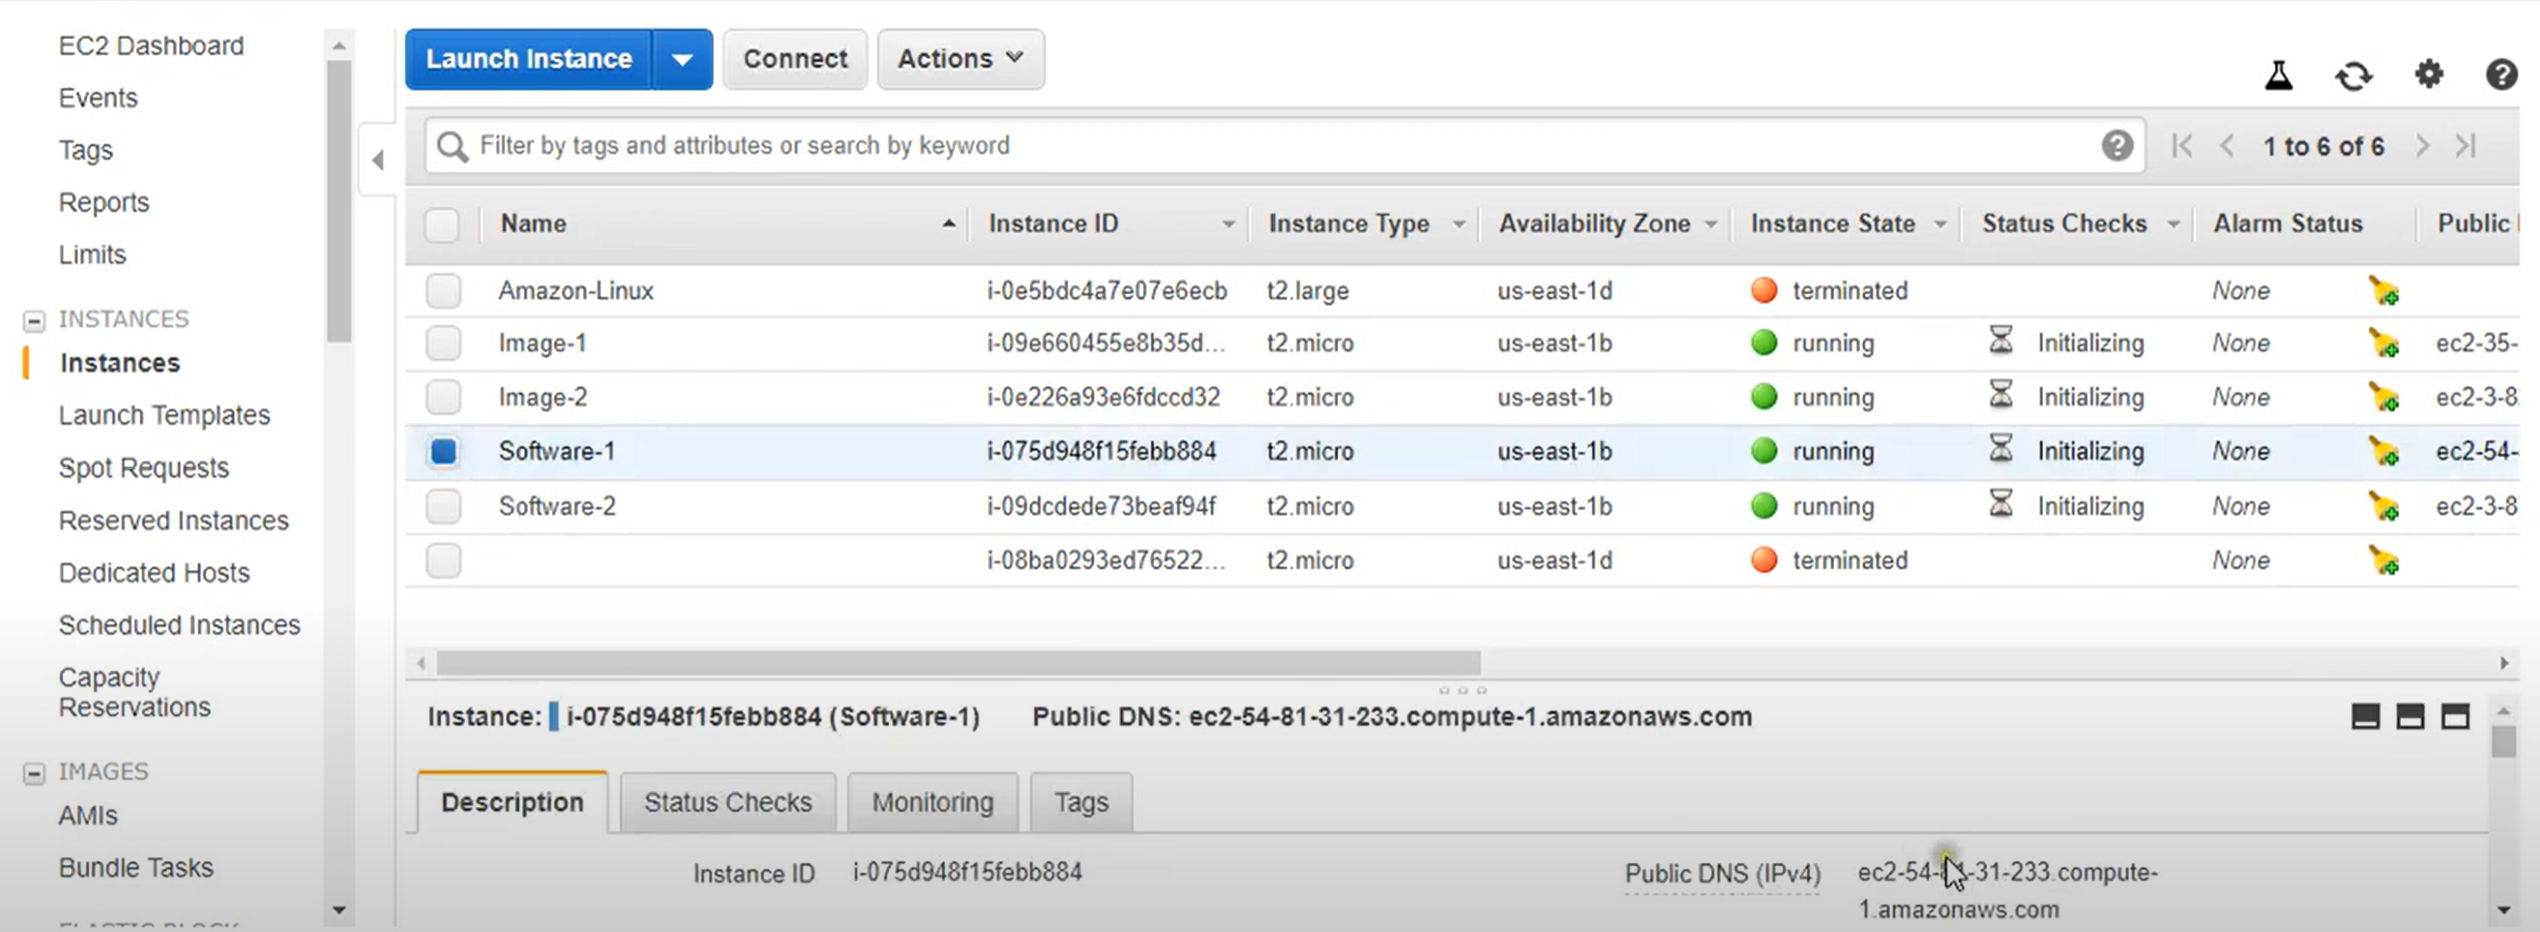 EC2 Dashboard
Events
Tags
Reports
Limits
INSTANCES
Instances
Launch Templates
Spot Requests
Reserved Instances
Dedicated Hosts
Scheduled Instances
Capacity
Reservations
IMAGES
AMIs
Bundle Tasks
Launch Instance Connect Actions
Filter by tags and attributes or search by keyword 1 to 6 of 6
Name Instance ID Instance Type Availability Zone Instance State Status Checks Alarm Status Public
Amazon-Linux i-0e5bdc4a7e07e6ecb t2.large us-east-1d terminated None
Image-1 i-09e660455e8b35d... t2.micro us-east-1b running Initializing None ec2-35-
Image-2 i-0e226a93e6fdccd32 t2.micro us-east-1b running Initializing None ec2-3-8
Software-1 i-075d948f15febb884 t2.micro us-east-1b running Initializing None ec2-54-
Software-2 i-09dcdede73beaf94f t2.micro us-east-1b running Initializing None ec2-3-8
i-08ba0293ed76522... t2.micro us-east-1d terminated None
Instance: i-075d948f15febb884 (Software-1) Public DNS: ec2-54-81-31-233.compute-1.amazonaws.com
Description Status Checks Monitoring Tags
Instance ID i-075d948f15febb884 Public DNS (IPv4) ec2-54-81-31-233.compute-
1.amazonaws.com